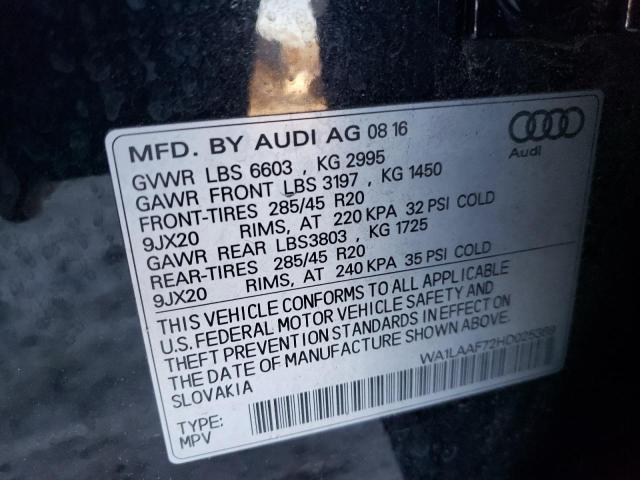 MFD. BY AUDI AG 08 16
Audi
GVWR LBS 6603 , KG 2995
GAWR FRONT LBS 3197 , KG 1450
FRONT-TIRES 285/45 R20
9JX20 RIMS, AT 220 KPA 32 PSI COLD
GAWR REAR LBS3803 , KG 1725
REAR-TIRES 285/45 R20
9JX20 RIMS, AT 240 KPA 35 PSI COLD
THIS VEHICLE CONFORMS TO ALL APPLICABLE
U.S. FEDERAL MOTOR VEHICLE SAFETY AND
THEFT PREVENTION STANDARDS IN EFFECT ON
THE DATE OF MANUFACTURE SHOWN ABOVE.
SLOVAKIA
WA1LAAF72HD025369
TYPE:
MPV